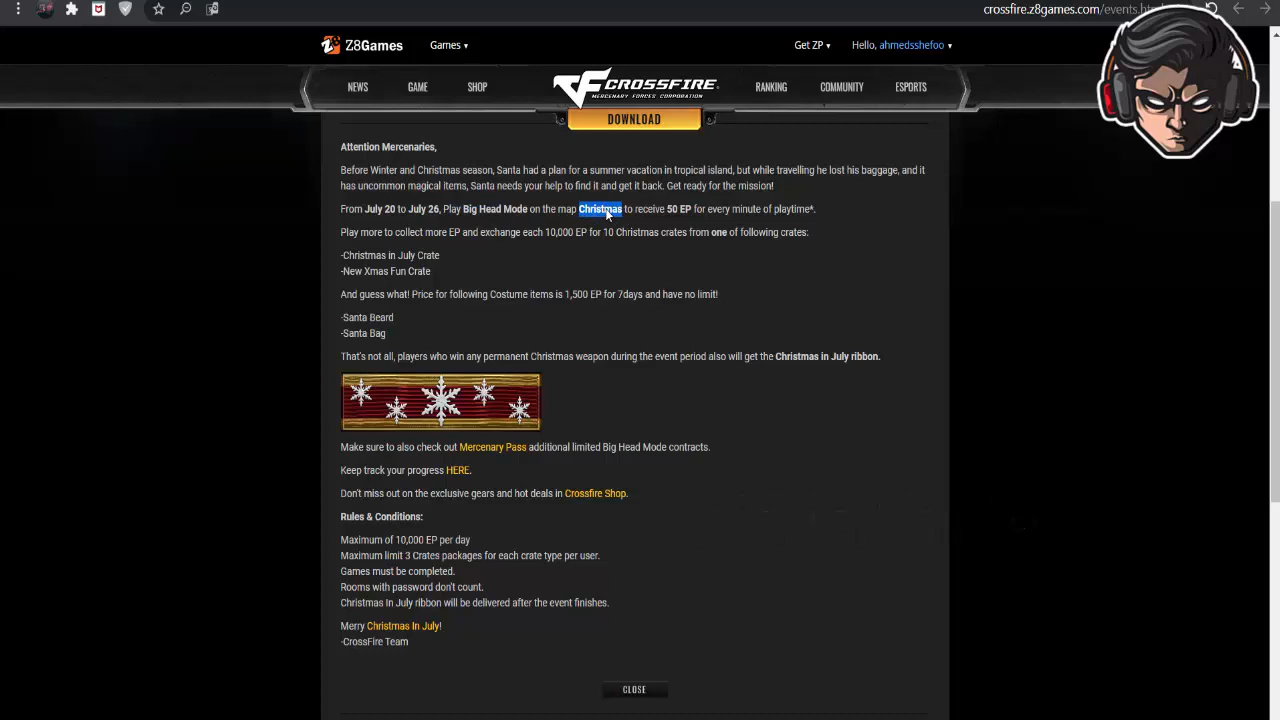 crossfire.z8games.com/events.ht
Z8Games Games Get ZP Hello, ahmedsshefoo
NEWS GAME SHOP CROSSFIRE RANKING COMMUNITY ESPORTS
MERCENARY FORCES CORPORATION
DOWNLOAD
Attention Mercenaries,
Before Winter and Christmas season, Santa had a plan for a summer vacation in tropical island, but while travelling he lost his baggage, and it
has uncommon magical items, Santa needs your help to find it and get it back. Get ready for the mission!
From July 20 to July 26, Play Big Head Mode on the map Christmas to receive 50 EP for every minute of playtime*.
Play more to collect more EP and exchange each 10,000 EP for 10 Christmas crates from one of following crates:
-Christmas in July Crate
-New Xmas Fun Crate
And guess what! Price for following Costume items is 1,500 EP for 7days and have no limit!
-Santa Beard
-Santa Bag
That's not all, players who win any permanent Christmas weapon during the event period also will get the Christmas in July ribbon.
Make sure to also check out Mercenary Pass additional limited Big Head Mode contracts.
Keep track your progress HERE.
Don't miss out on the exclusive gears and hot deals in Crossfire Shop.
Rules & Conditions:
Maximum of 10,000 EP per day
Maximum limit 3 Crates packages for each crate type per user.
Games must be completed.
Rooms with password don't count.
Christmas In July ribbon will be delivered after the event finishes.
Merry Christmas In July!
-CrossFire Team
CLOSE